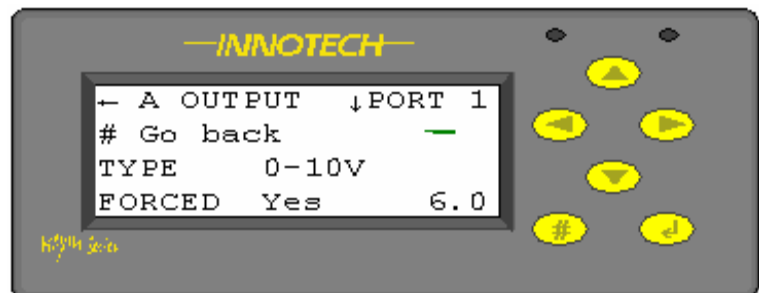 INNOTECH
← A OUTPUT ↓PORT 1
# Go back
TYPE 0-10V
FORCED Yes 6.0
#